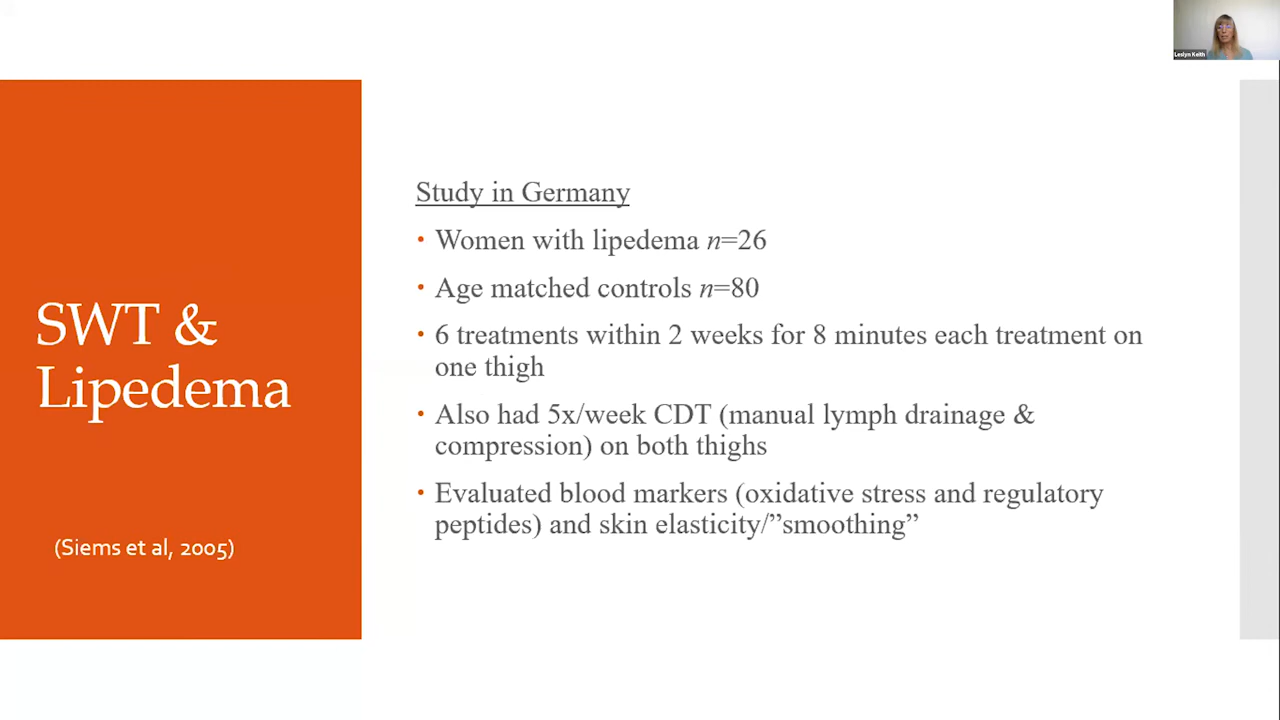 Leslyn Keith
SWT &
Lipedema
(Siems et al, 2005)
Study in Germany
• Women with lipedema n=26
• Age matched controls n=80
• 6 treatments within 2 weeks for 8 minutes each treatment on
one thigh
• Also had 5x/week CDT (manual lymph drainage &
compression) on both thighs
• Evaluated blood markers (oxidative stress and regulatory
peptides) and skin elasticity/”smoothing”